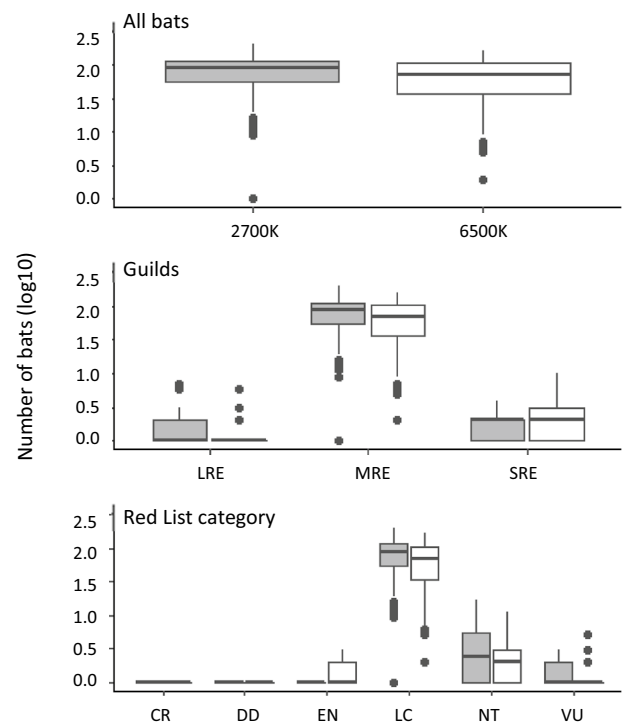 All bats
2.5
2.0
1.5
1.0
0.5
0.0
2700K 6500K
Number of bats (log10)
Guilds
2.5
2.0
1.5
1.0
0.5
0.0
LRE MRE SRE
Red List category
2.5
2.0
1.5
1.0
0.5
0.0
CR DD EN LC NT VU